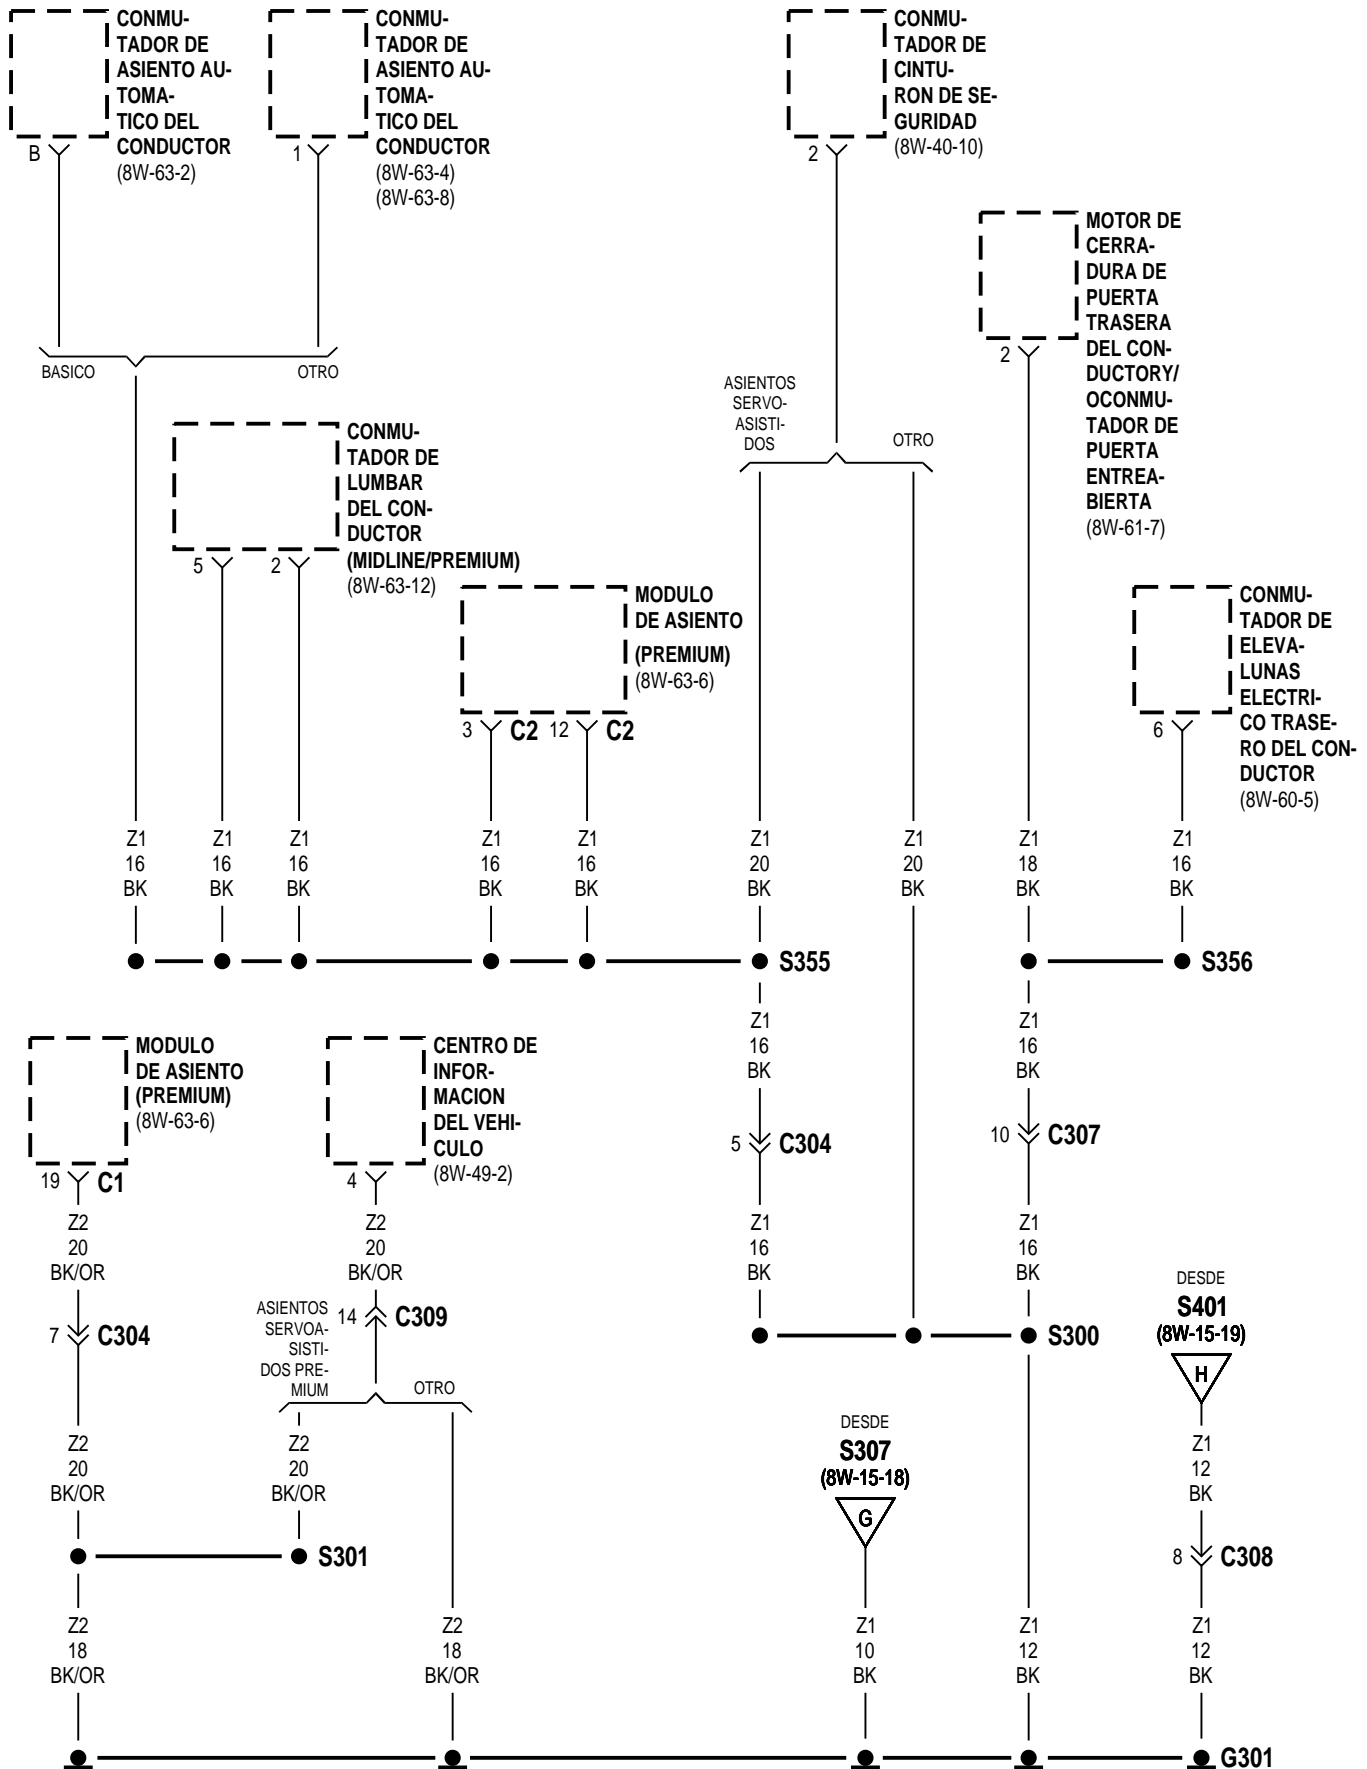 CONMU-
TADOR DE
ASIENTO AU-
TOMA-
TICO DEL
CONDUCTOR
(8W-63-2)
B
CONMU-
TADOR DE
ASIENTO AU-
TOMA-
TICO DEL
CONDUCTOR
(8W-63-4)
(8W-63-8)
1
CONMU-
TADOR DE
CINTU-
RON DE SE-
GURIDAD
(8W-40-10)
2
MOTOR DE
CERRA-
DURA DE
PUERTA
TRASERA
DEL CON-
DUCTORY/
OCONMU-
TADOR DE
PUERTA
ENTREA-
BIERTA
(8W-61-7)
2
BASICO
OTRO
CONMU-
TADOR DE
LUMBAR
DEL CON-
DUCTOR
(MIDLINE/PREMIUM)
(8W-63-12)
5
2
ASIENTOS
SERVO-
ASISTI-
DOS
OTRO
MODULO
DE ASIENTO
(PREMIUM)
(8W-63-6)
3 C2
12 C2
CONMU-
TADOR DE
ELEVA-
LUNAS
ELECTRI-
CO TRASE-
RO DEL CON-
DUCTOR
(8W-60-5)
6
Z1 Z1 Z1 Z1 Z1 Z1 Z1 Z1 Z1
16 16 16 16 16 20 20 18 16
BK BK BK BK BK BK BK BK BK
S355
S356
MODULO
DE ASIENTO
(PREMIUM)
(8W-63-6)
19 C1
CENTRO DE
INFOR-
MACION
DEL VEHI-
CULO
(8W-49-2)
4
Z1 Z1
16 16
BK BK
5 C304
10 C307
Z2 Z2 Z1 Z1
20 20 16 16
BK/OR BK/OR BK BK
7 C304
14 C309
ASIENTOS
SERVOA-
SISTI-
DOS PRE-
MIUM
OTRO
S300
DESDE
S401
(8W-15-19)
H
DESDE
S307
(8W-15-18)
G
Z2 Z2 Z1
20 20 12
BK/OR BK/OR BK
S301
8 C308
Z2 Z2 Z1 Z1 Z1
18 18 10 12 12
BK/OR BK/OR BK BK BK
G301